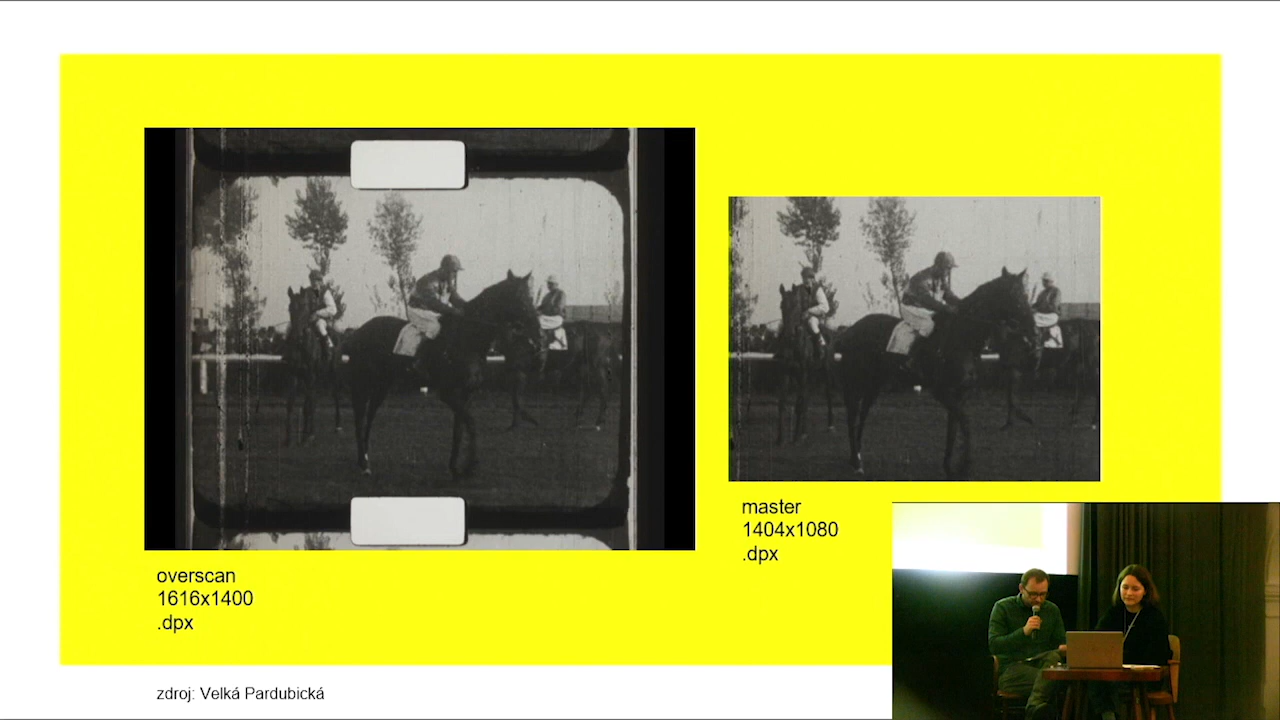 overscan
1616x1400
.dpx
master
1404x1080
.dpx
zdroj: Velká Pardubická